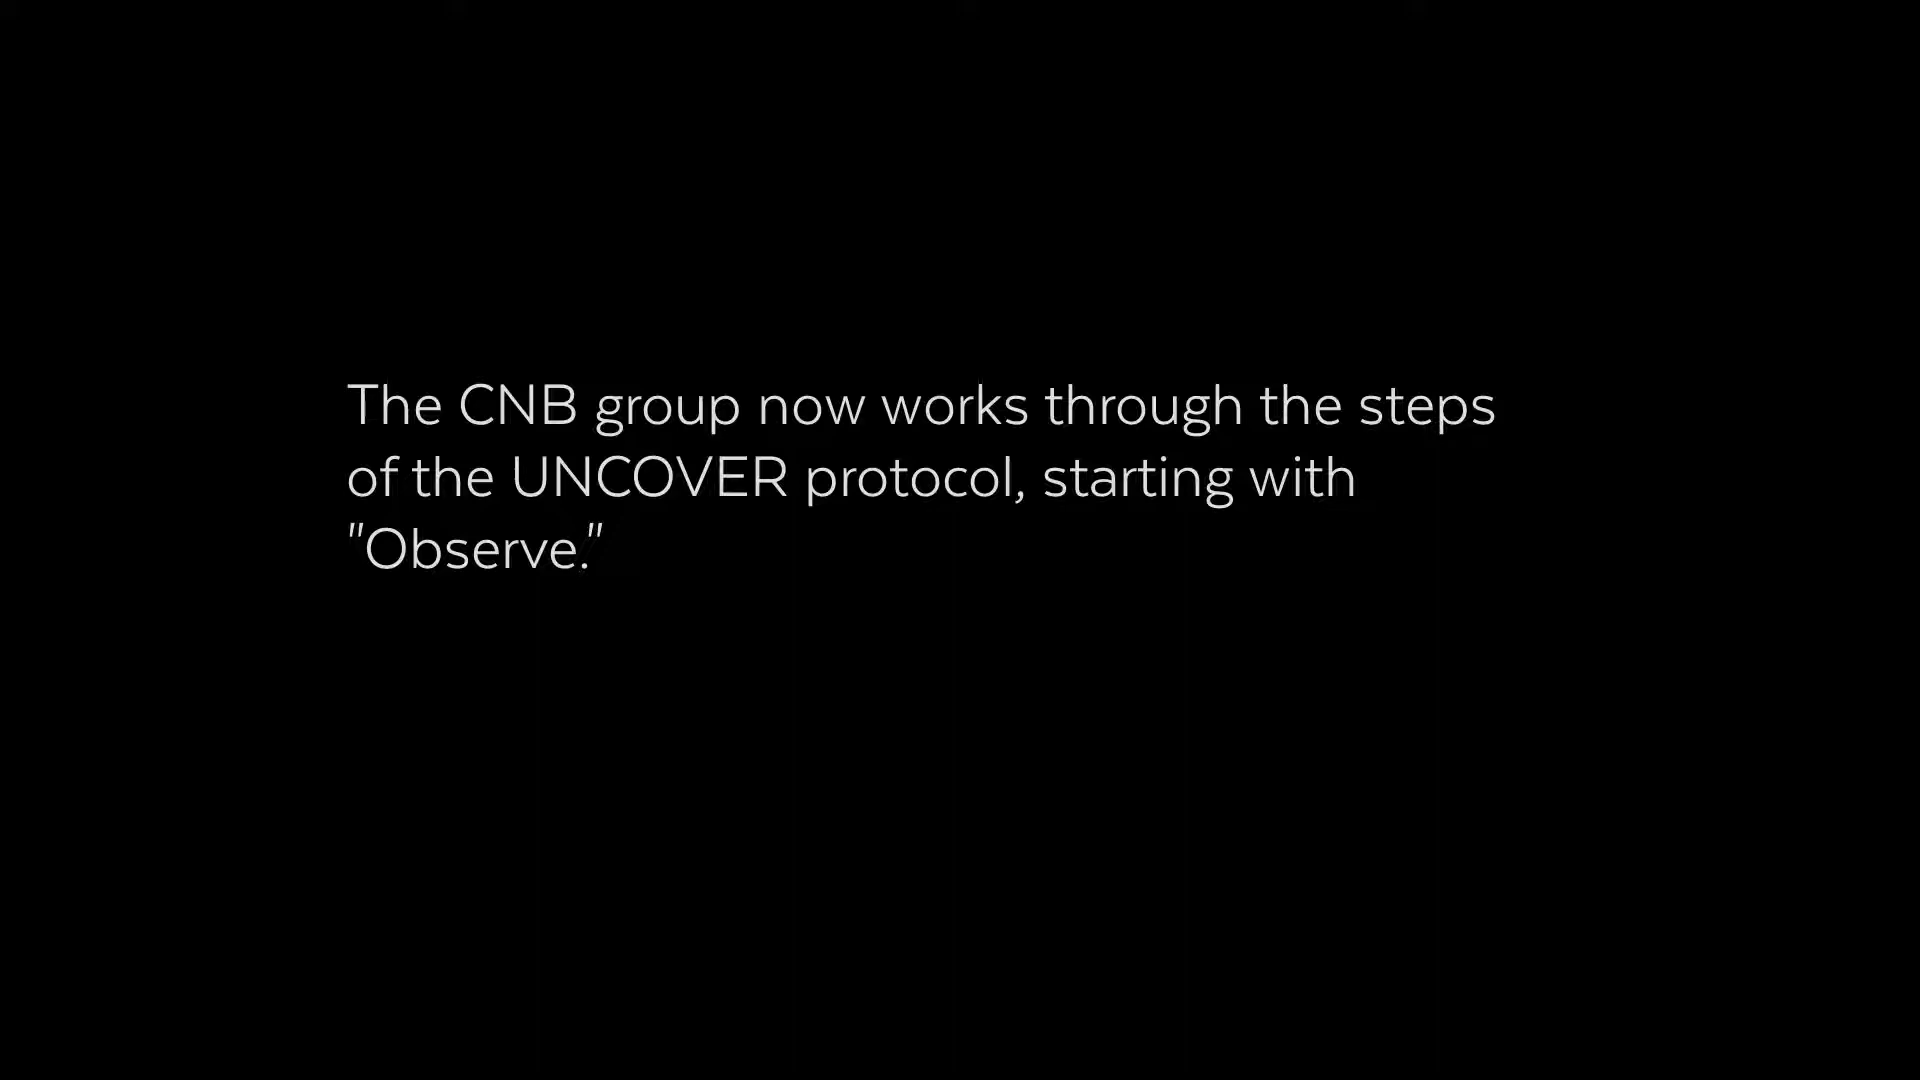 The CNB group now works through the steps
of the UNCOVER protocol, starting with
"Observe."